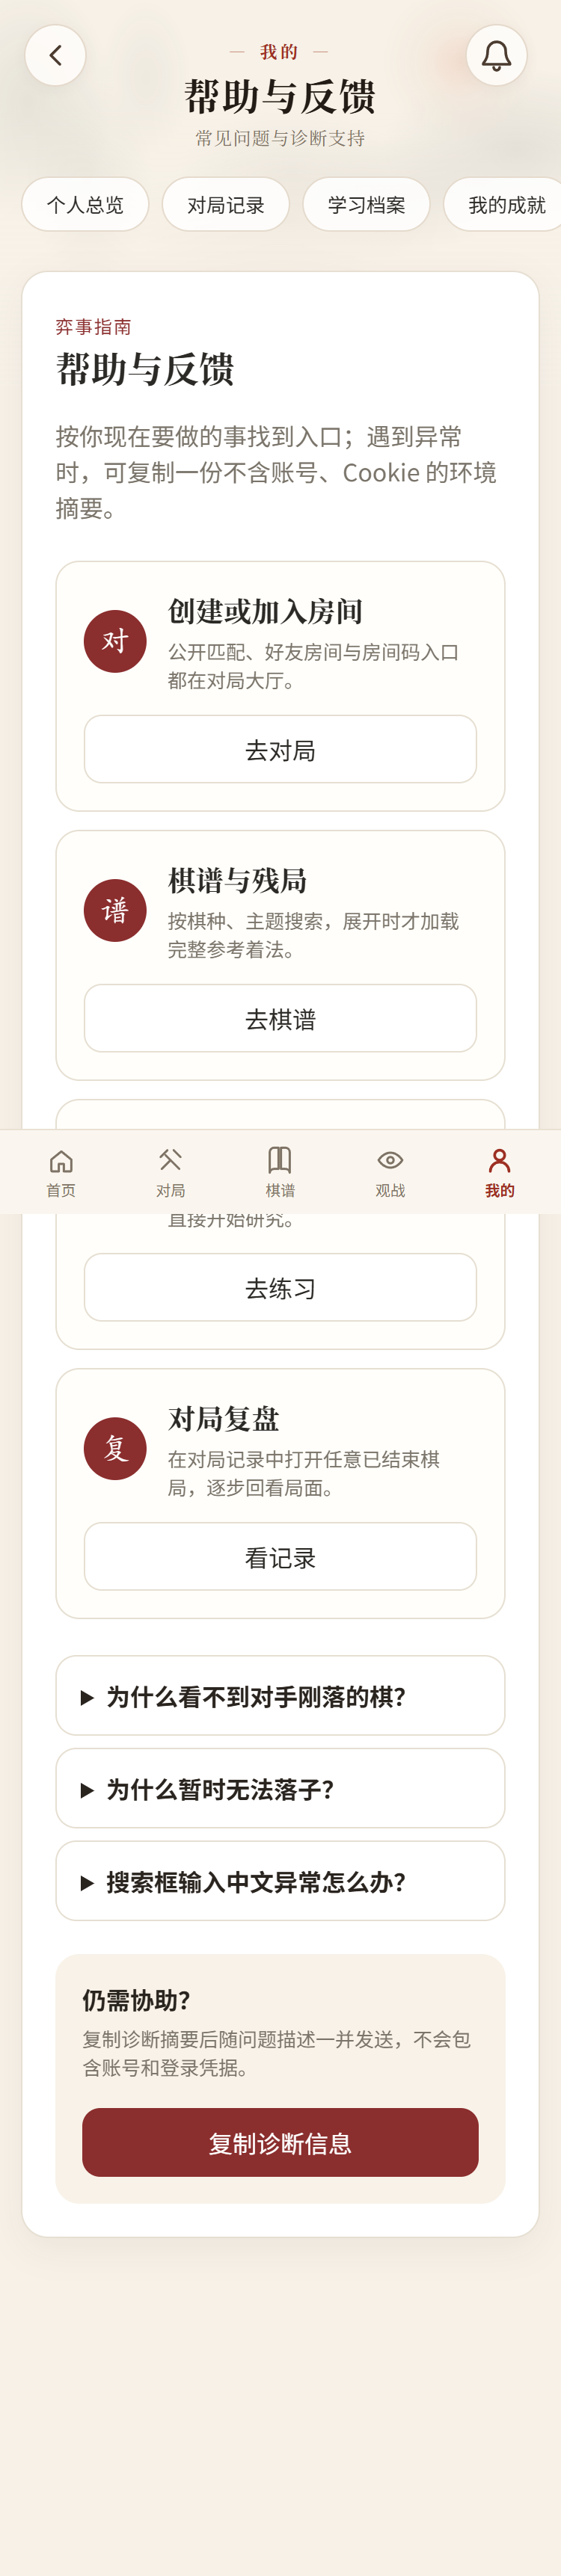 我的
帮助与反馈
常见问题与诊断支持
个人总览
对局记录
学习档案
我的成就
弈事指南
帮助与反馈
按你现在要做的事找到入口；遇到异常
时，可复制一份不含账号、Cookie 的环境
摘要。
对
创建或加入房间
公开匹配、好友房间与房间码入口
都在对局大厅。
去对局
谱
棋谱与残局
按棋种、主题搜索，展开时才加载
完整参考着法。
去棋谱
首页
对局
棋谱
观战
我的
直接开始研究。
去练习
复
对局复盘
在对局记录中打开任意已结束棋
局，逐步回看局面。
看记录
为什么看不到对手刚落的棋？
为什么暂时无法落子？
搜索框输入中文异常怎么办？
仍需协助？
复制诊断摘要后随问题描述一并发送，不会包
含账号和登录凭据。
复制诊断信息